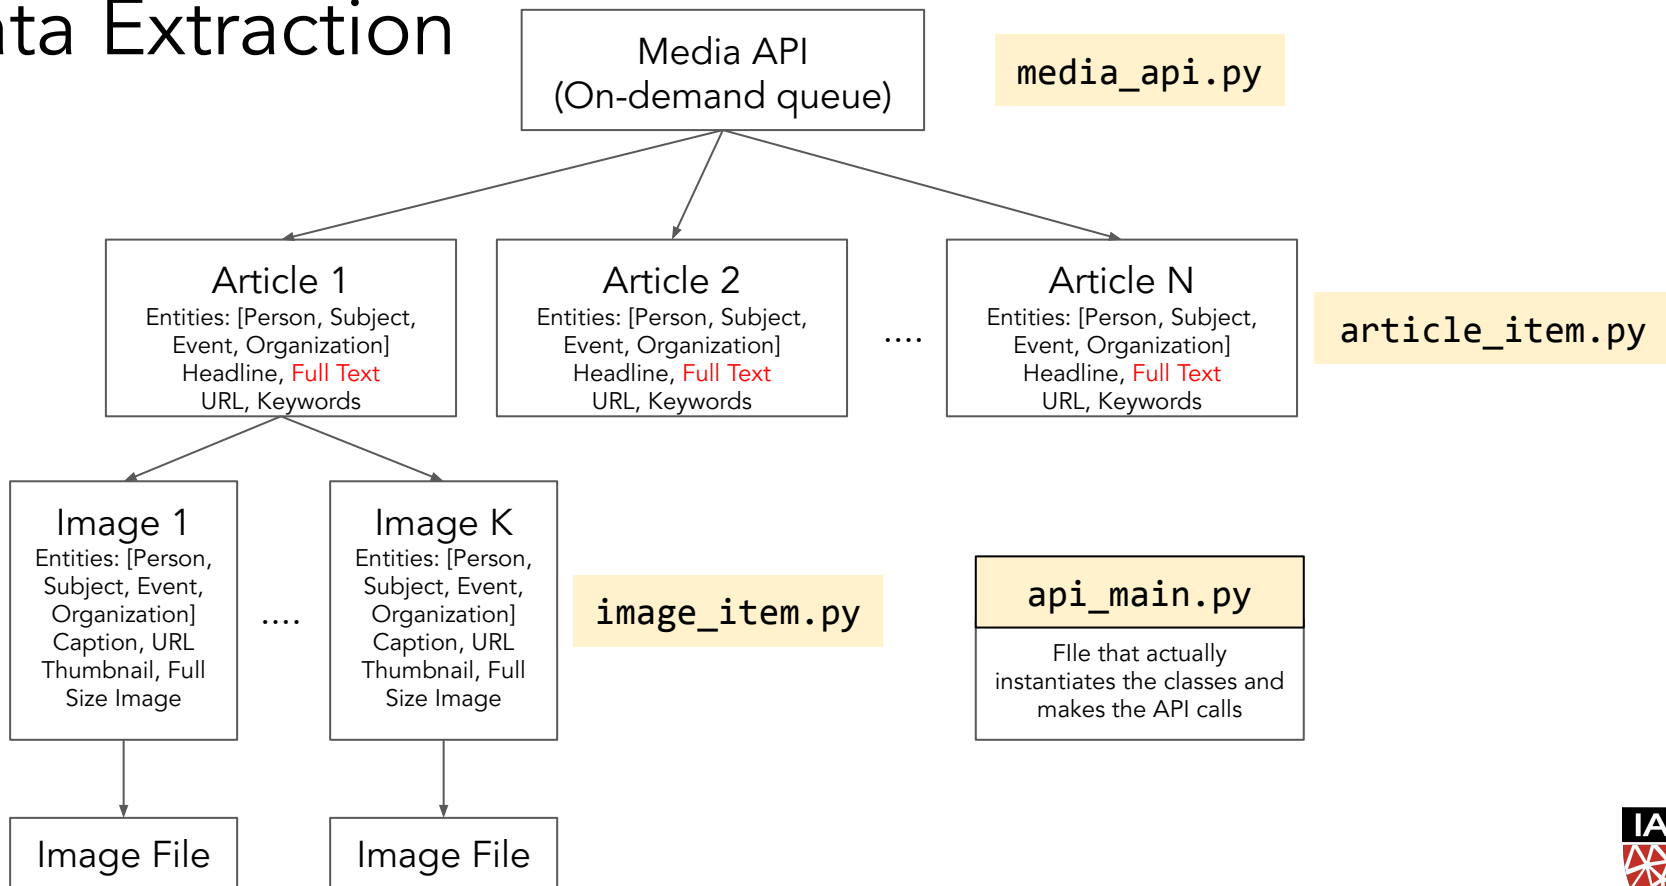 ata Extraction
Media API
(On-demand queue)
media_api.py
Article 1
Entities: [Person, Subject,
Event, Organization]
Headline, Full Text
URL, Keywords
Article 2
Entities: [Person, Subject,
Event, Organization]
Headline, Full Text
URL, Keywords
....
Article N
Entities: [Person, Subject,
Event, Organization]
Headline, Full Text
URL, Keywords
article_item.py
Image 1
Entities: [Person,
Subject, Event,
Organization]
Caption, URL
Thumbnail, Full
Size Image
....
Image K
Entities: [Person,
Subject, Event,
Organization]
Caption, URL
Thumbnail, Full
Size Image
image_item.py
api_main.py
FIle that actually
instantiates the classes and
makes the API calls
Image File
Image File
IA